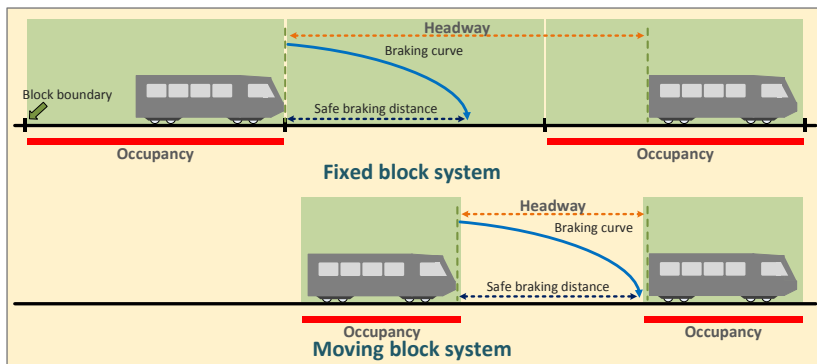 Headway
Braking curve
Block boundary
Safe braking distance
Occupancy
Occupancy
Fixed block system
Headway
Braking curve
Safe braking distance
Occupancy
Occupancy
Moving block system